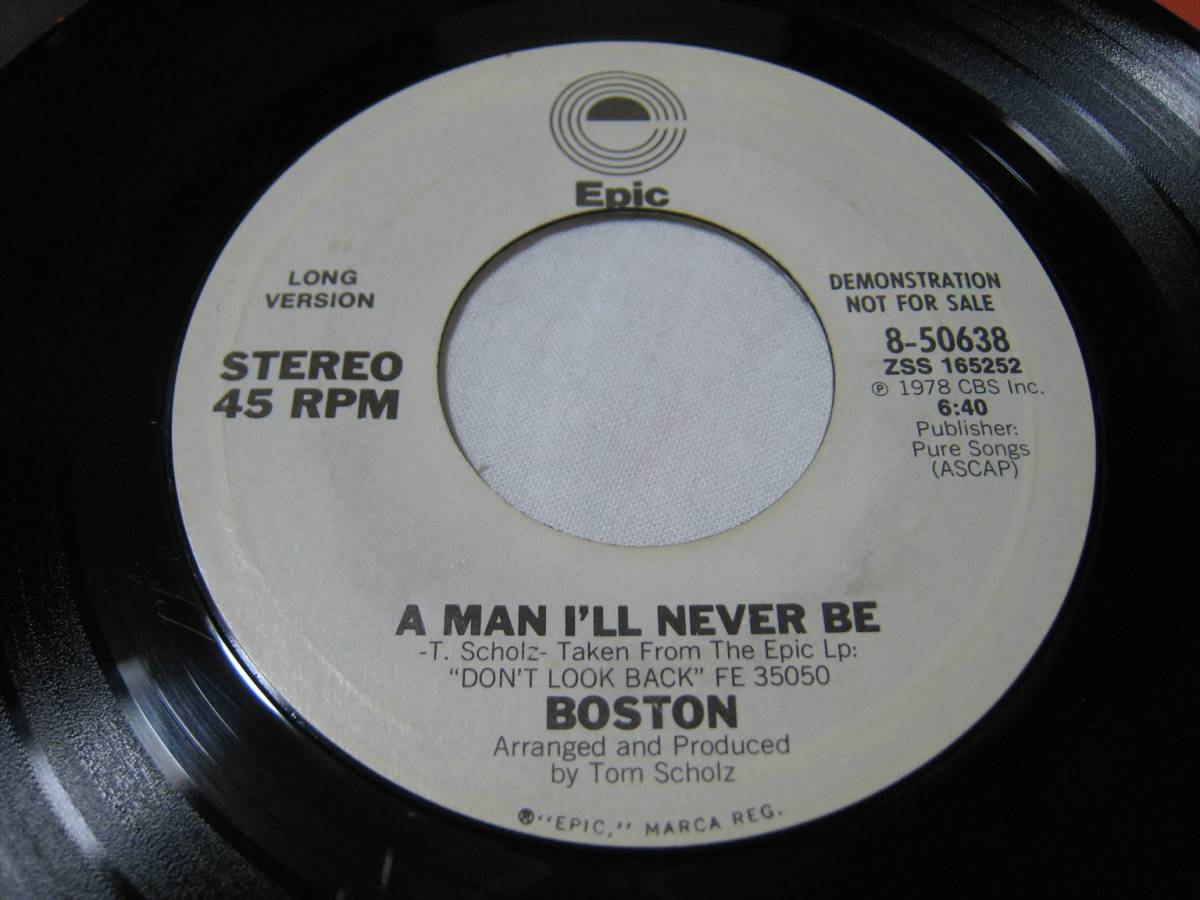 Epic
LONG
VERSION
STEREO
45 RPM
DEMONSTRATION
NOT FOR SALE
8-50638
ZSS 165252
℗ 1978 CBS Inc.
6:40
Publisher:
Pure Songs
(ASCAP)
A MAN I'LL NEVER BE
-T. Scholz- Taken From The Epic Lp:
"DON'T LOOK BACK" FE 35050
BOSTON
Arranged and Produced
by Tom Scholz
®"EPIC," MARCA REG.